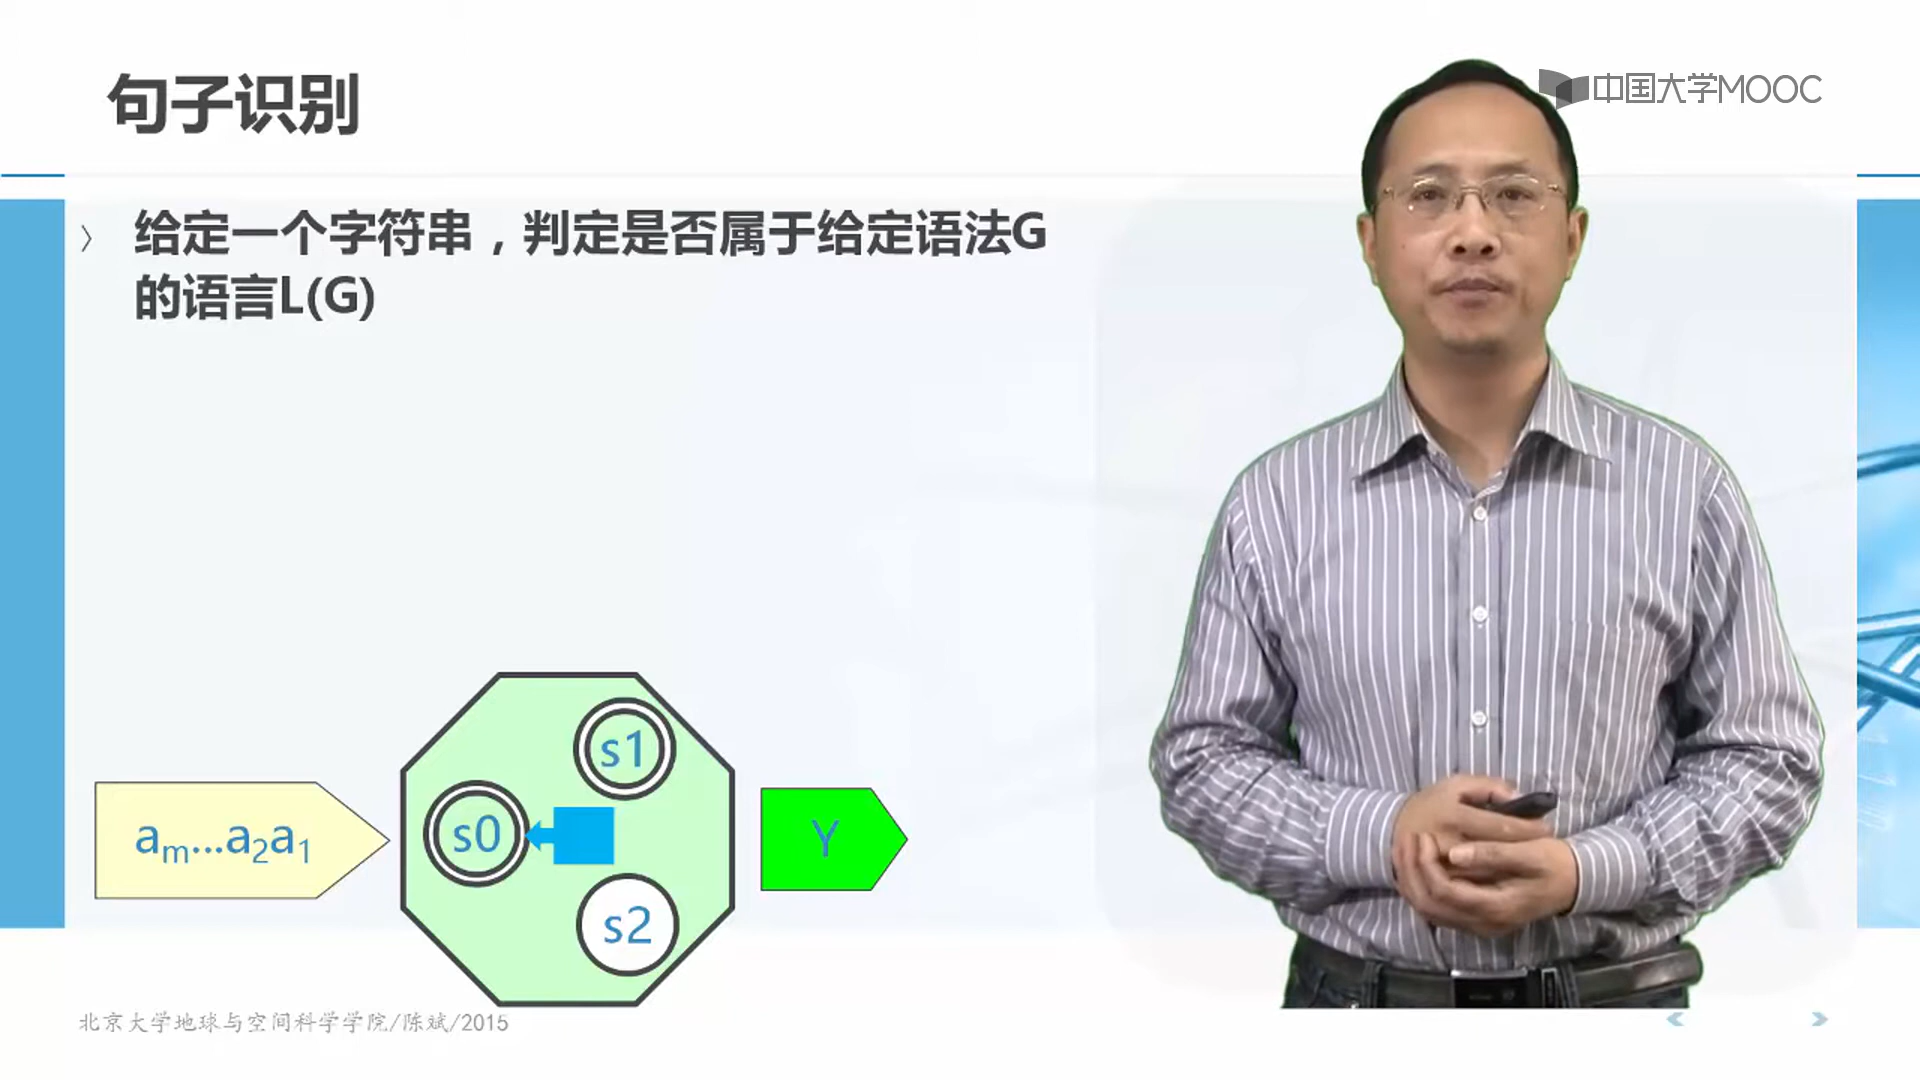 句子识别
中国大学MOOC
给定一个字符串，判定是否属于给定语法G
的语言L(G)
s1
am...a2a1
s0
Y
s2
北京大学地球与空间科学学院/陈斌/2015